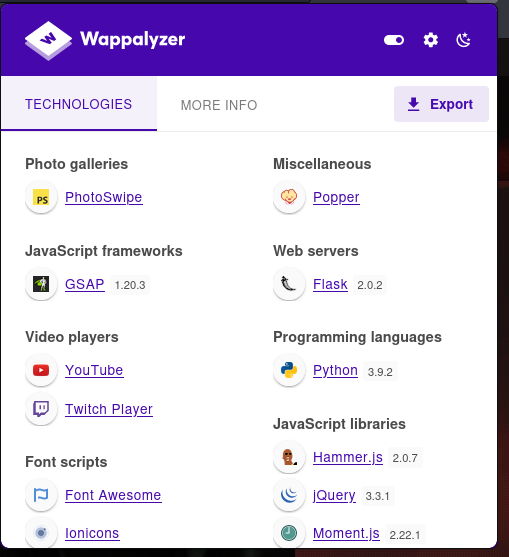 Wappalyzer
TECHNOLOGIES
MORE INFO
Export
Photo galleries
PS
PhotoSwipe
JavaScript frameworks
GSAP 1.20.3
Video players
YouTube
Twitch Player
Font scripts
Font Awesome
Ionicons
Miscellaneous
Popper
Web servers
Flask 2.0.2
Programming languages
Python 3.9.2
JavaScript libraries
Hammer.js 2.0.7
jQuery 3.3.1
Moment.js 2.22.1